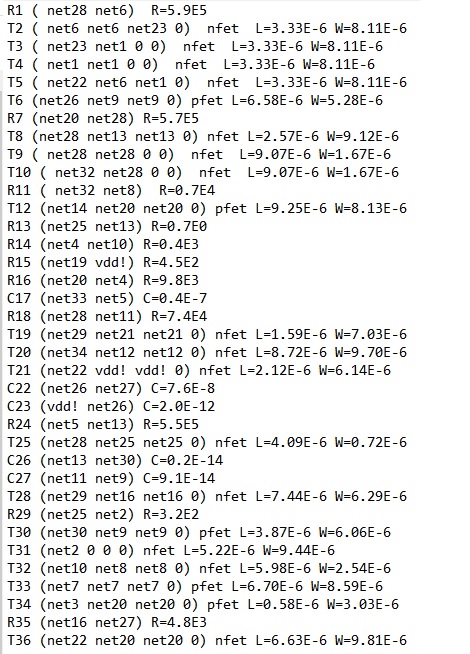 R1 ( net28 net6)  R=5.9E5
T2 ( net6 net6 net23 0)  nfet  L=3.33E-6 W=8.11E-6
T3 ( net23 net1 0 0)  nfet  L=3.33E-6 W=8.11E-6
T4 ( net1 net1 0 0)  nfet  L=3.33E-6 W=8.11E-6
T5 ( net22 net6 net1 0)  nfet  L=3.33E-6 W=8.11E-6
T6 (net26 net9 net9 0) pfet L=6.58E-6 W=5.28E-6
R7 (net20 net28) R=5.7E5
T8 (net28 net13 net13 0) nfet L=2.57E-6 W=9.12E-6
T9 ( net28 net28 0 0)  nfet  L=9.07E-6 W=1.67E-6
T10 ( net32 net28 0 0)  nfet  L=9.07E-6 W=1.67E-6
R11 ( net32 net8)  R=0.7E4
T12 (net14 net20 net20 0) pfet L=9.25E-6 W=8.13E-6
R13 (net25 net13) R=0.7E0
R14 (net4 net10) R=0.4E3
R15 (net19 vdd!) R=4.5E2
R16 (net20 net4) R=9.8E3
C17 (net33 net5) C=0.4E-7
R18 (net28 net11) R=7.4E4
T19 (net29 net21 net21 0) nfet L=1.59E-6 W=7.03E-6
T20 (net34 net12 net12 0) nfet L=8.72E-6 W=9.70E-6
T21 (net22 vdd! vdd! 0) nfet L=2.12E-6 W=6.14E-6
C22 (net26 net27) C=7.6E-8
C23 (vdd! net26) C=2.0E-12
R24 (net5 net13) R=5.5E5
T25 (net28 net25 net25 0) nfet L=4.09E-6 W=0.72E-6
C26 (net13 net30) C=0.2E-14
C27 (net11 net9) C=9.1E-14
T28 (net29 net16 net16 0) nfet L=7.44E-6 W=6.29E-6
R29 (net25 net2) R=3.2E2
T30 (net30 net9 net9 0) pfet L=3.87E-6 W=6.06E-6
T31 (net2 0 0 0) nfet L=5.22E-6 W=9.44E-6
T32 (net10 net8 net8 0) nfet L=5.98E-6 W=2.54E-6
T33 (net7 net7 net7 0) pfet L=6.70E-6 W=8.59E-6
T34 (net3 net20 net20 0) pfet L=0.58E-6 W=3.03E-6
R35 (net16 net27) R=4.8E3
T36 (net22 net20 net20 0) nfet L=6.63E-6 W=9.81E-6